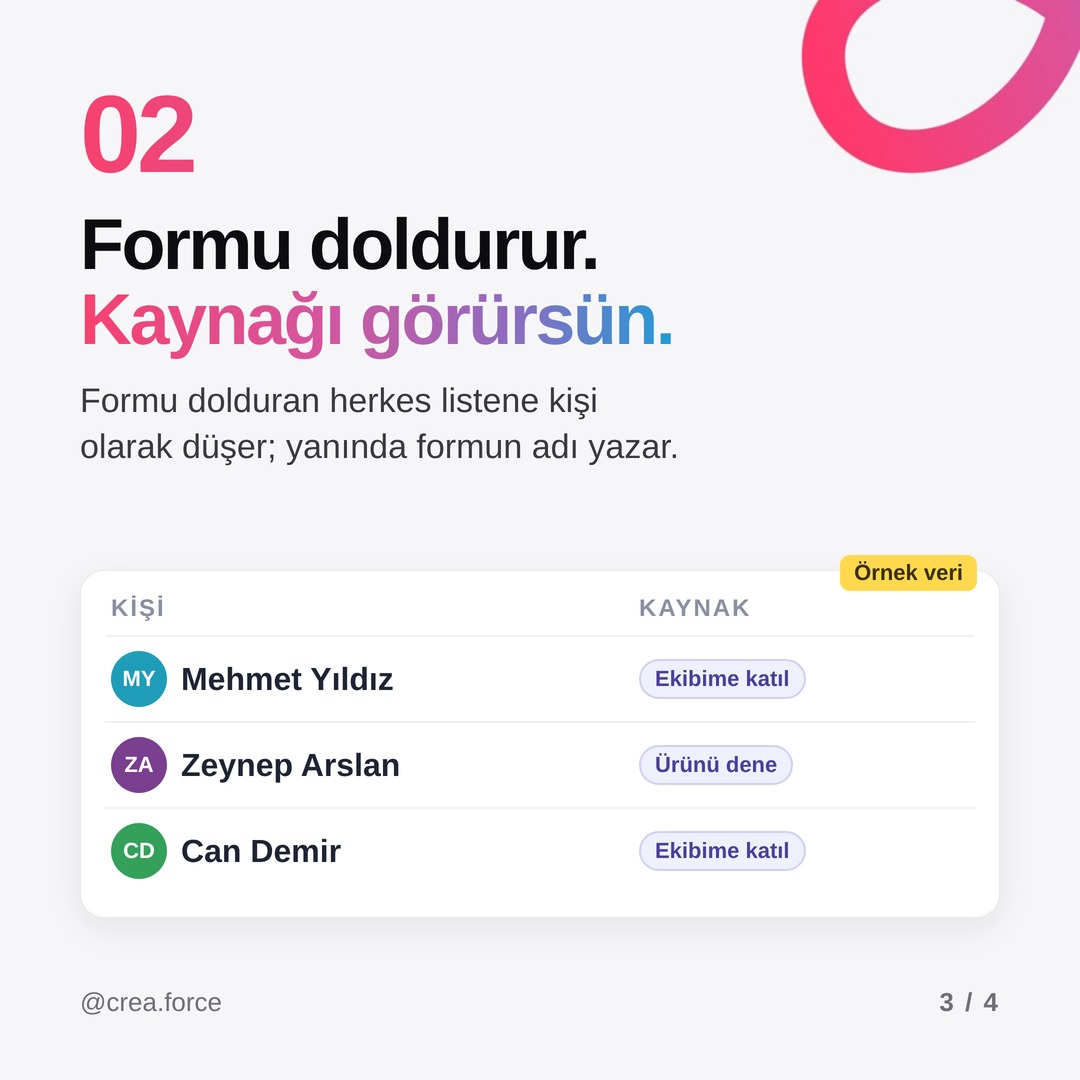 02
Formu doldurur.
Kaynağı görürsün.
Formu dolduran herkes listene kişi
olarak düşer; yanında formun adı yazar.
Örnek veri
KİŞİ KAYNAK
MY Mehmet Yıldız Ekibime katıl
ZA Zeynep Arslan Ürünü dene
CD Can Demir Ekibime katıl
@crea.force 3 / 4